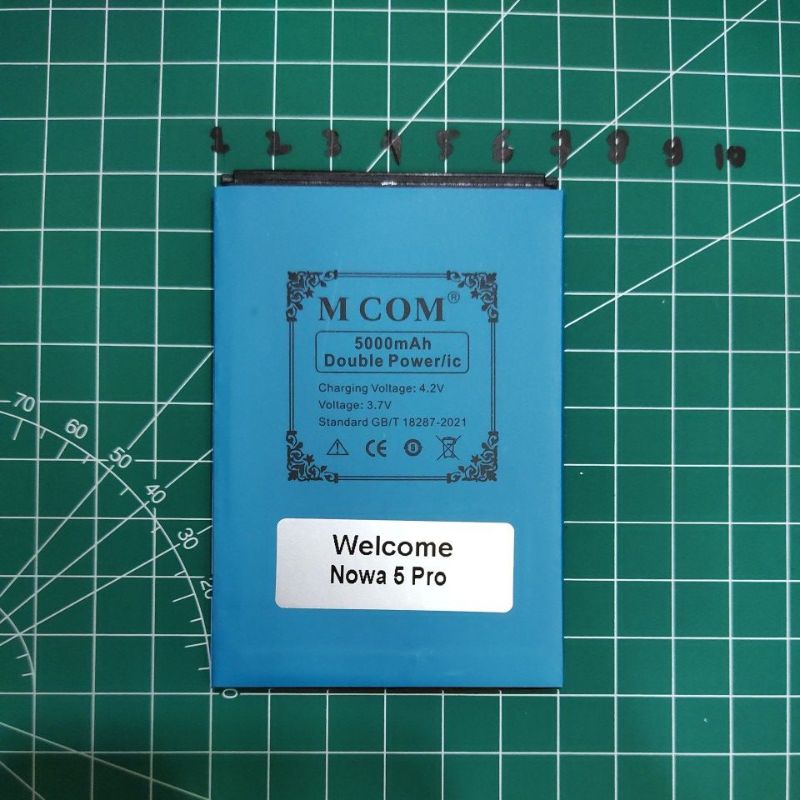 1 2 3 4 5 6 7 8 9 10
M COM®
5000mAh
Double Power/ic
Charging Voltage: 4.2V
Voltage: 3.7V
Standard GB/T 18287-2021
CE
Welcome
Nowa 5 Pro
70
60
50
40
30